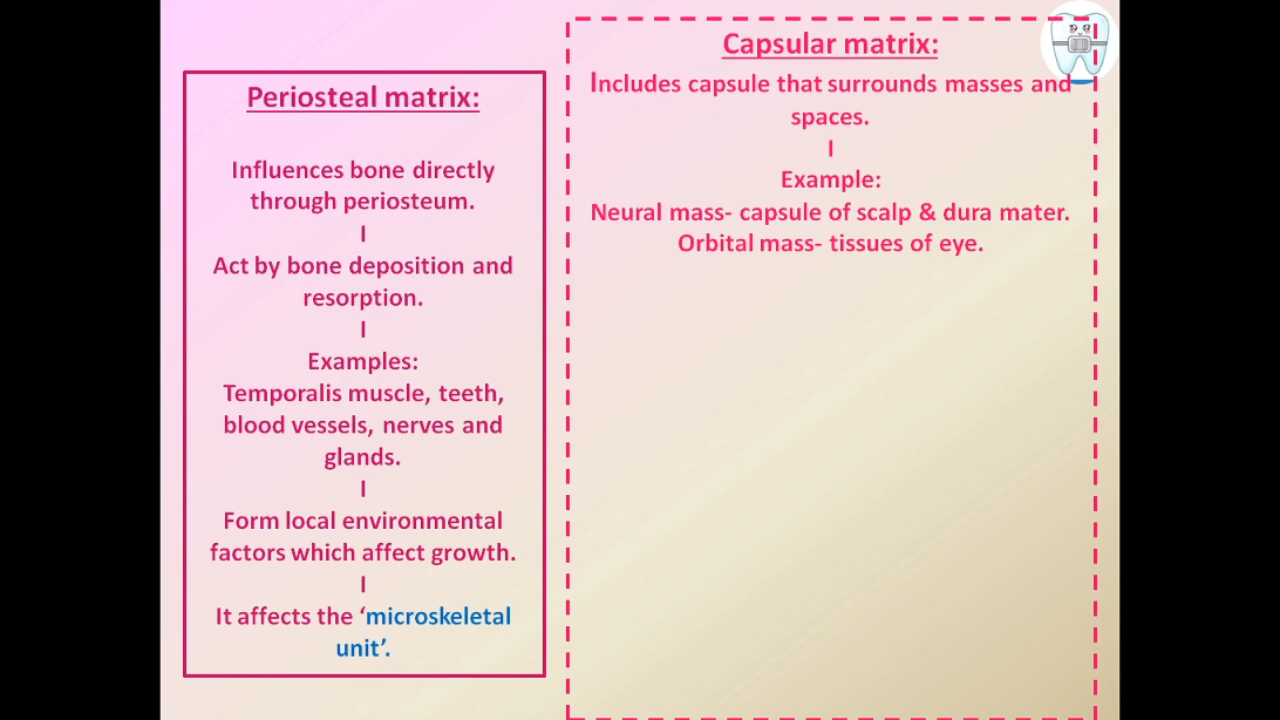 Periosteal matrix:
Influences bone directly
through periosteum.
I
Act by bone deposition and
resorption.
I
Examples:
Temporalis muscle, teeth,
blood vessels, nerves and
glands.
I
Form local environmental
factors which affect growth.
I
It affects the ‘microskeletal
unit’.
Capsular matrix:
Includes capsule that surrounds masses and
spaces.
I
Example:
Neural mass- capsule of scalp & dura mater.
Orbital mass- tissues of eye.